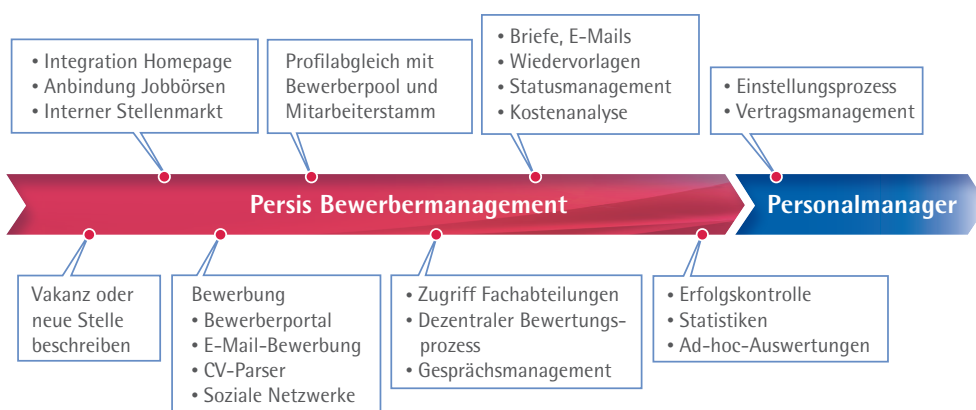 • Integration Homepage
• Anbindung Jobbörsen
• Interner Stellenmarkt
Profilabgleich mit
Bewerberpool und
Mitarbeiterstamm
• Briefe, E-Mails
• Wiedervorlagen
• Statusmanagement
• Kostenanalyse
• Einstellungsprozess
• Vertragsmanagement
Persis Bewerbermanagement
Personalmanager
Vakanz oder
neue Stelle
beschreiben
Bewerbung
• Bewerberportal
• E-Mail-Bewerbung
• CV-Parser
• Soziale Netzwerke
• Zugriff Fachabteilungen
• Dezentraler Bewertungs-
prozess
• Gesprächsmanagement
• Erfolgskontrolle
• Statistiken
• Ad-hoc-Auswertungen